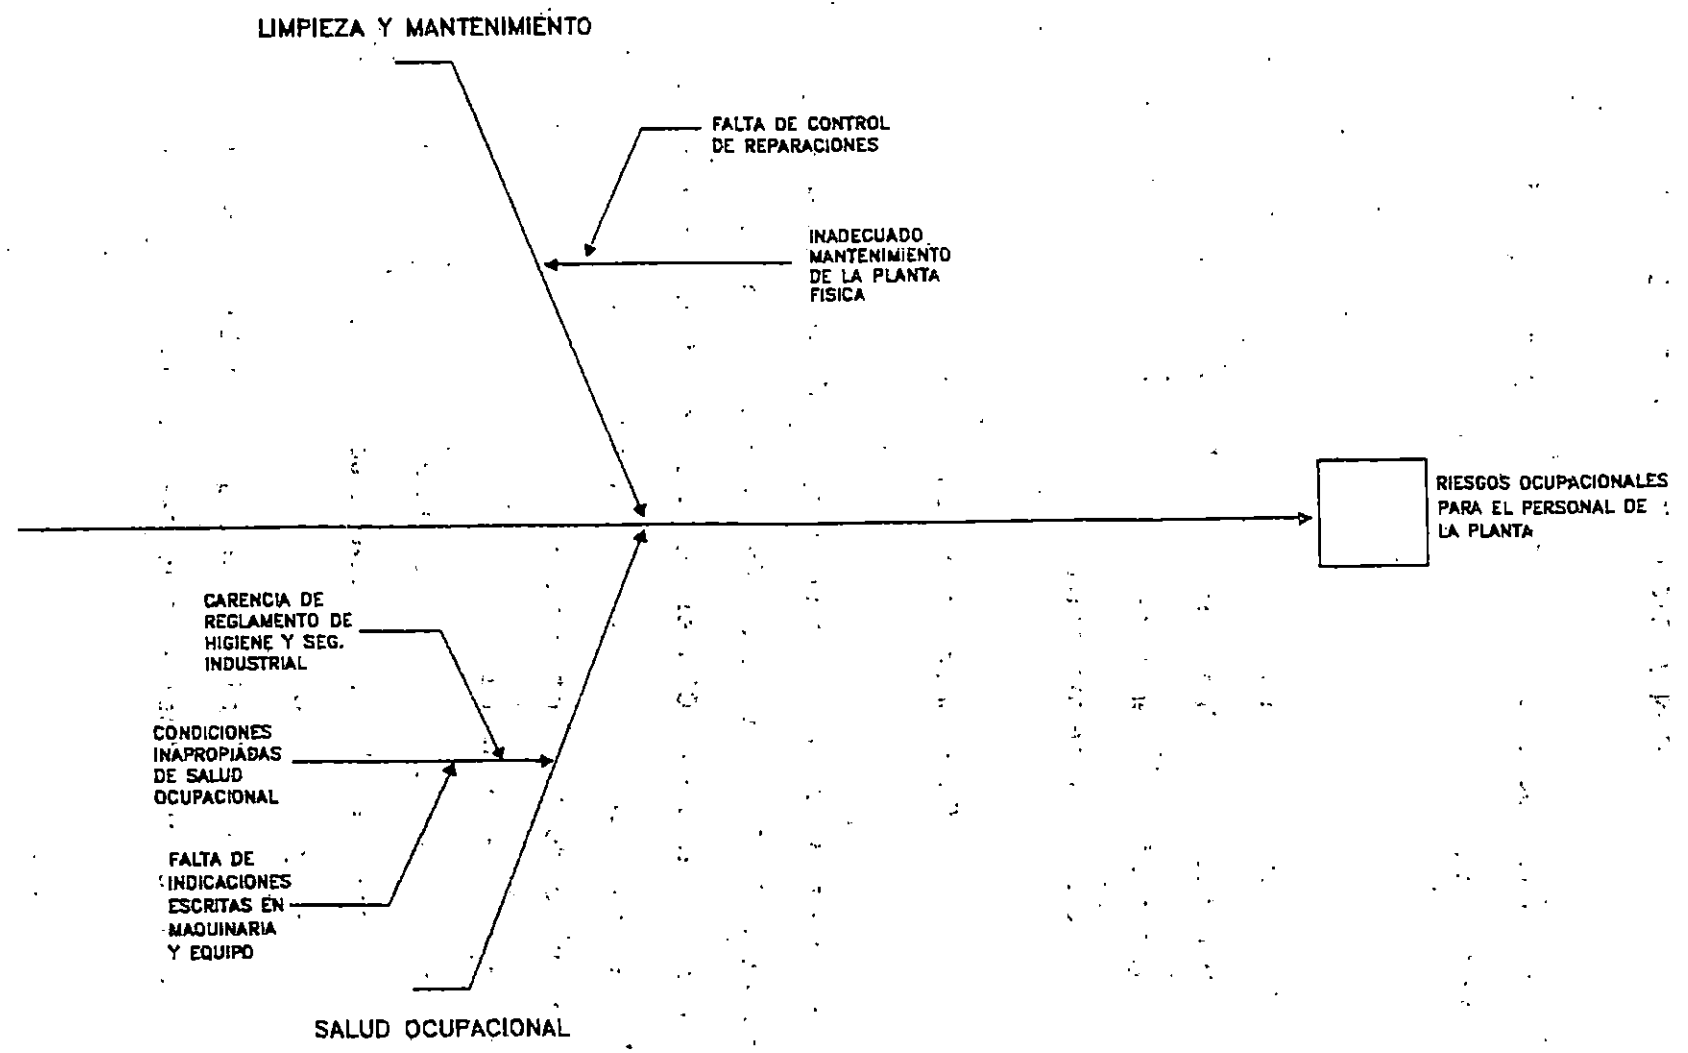 LIMPIEZA Y MANTENIMIENTO
FALTA DE CONTROL
DE REPARACIONES
INADECUADO
MANTENIMIENTO
DE LA PLANTA
FISICA
RIESGOS OCUPACIONALES
PARA EL PERSONAL DE
LA PLANTA
CARENCIA DE
REGLAMENTO DE
HIGIENE Y SEG.
INDUSTRIAL
CONDICIONES
INAPROPIADAS
DE SALUD
OCUPACIONAL
FALTA DE
INDICACIONES
ESCRITAS EN
MAQUINARIA
Y EQUIPO
SALUD OCUPACIONAL